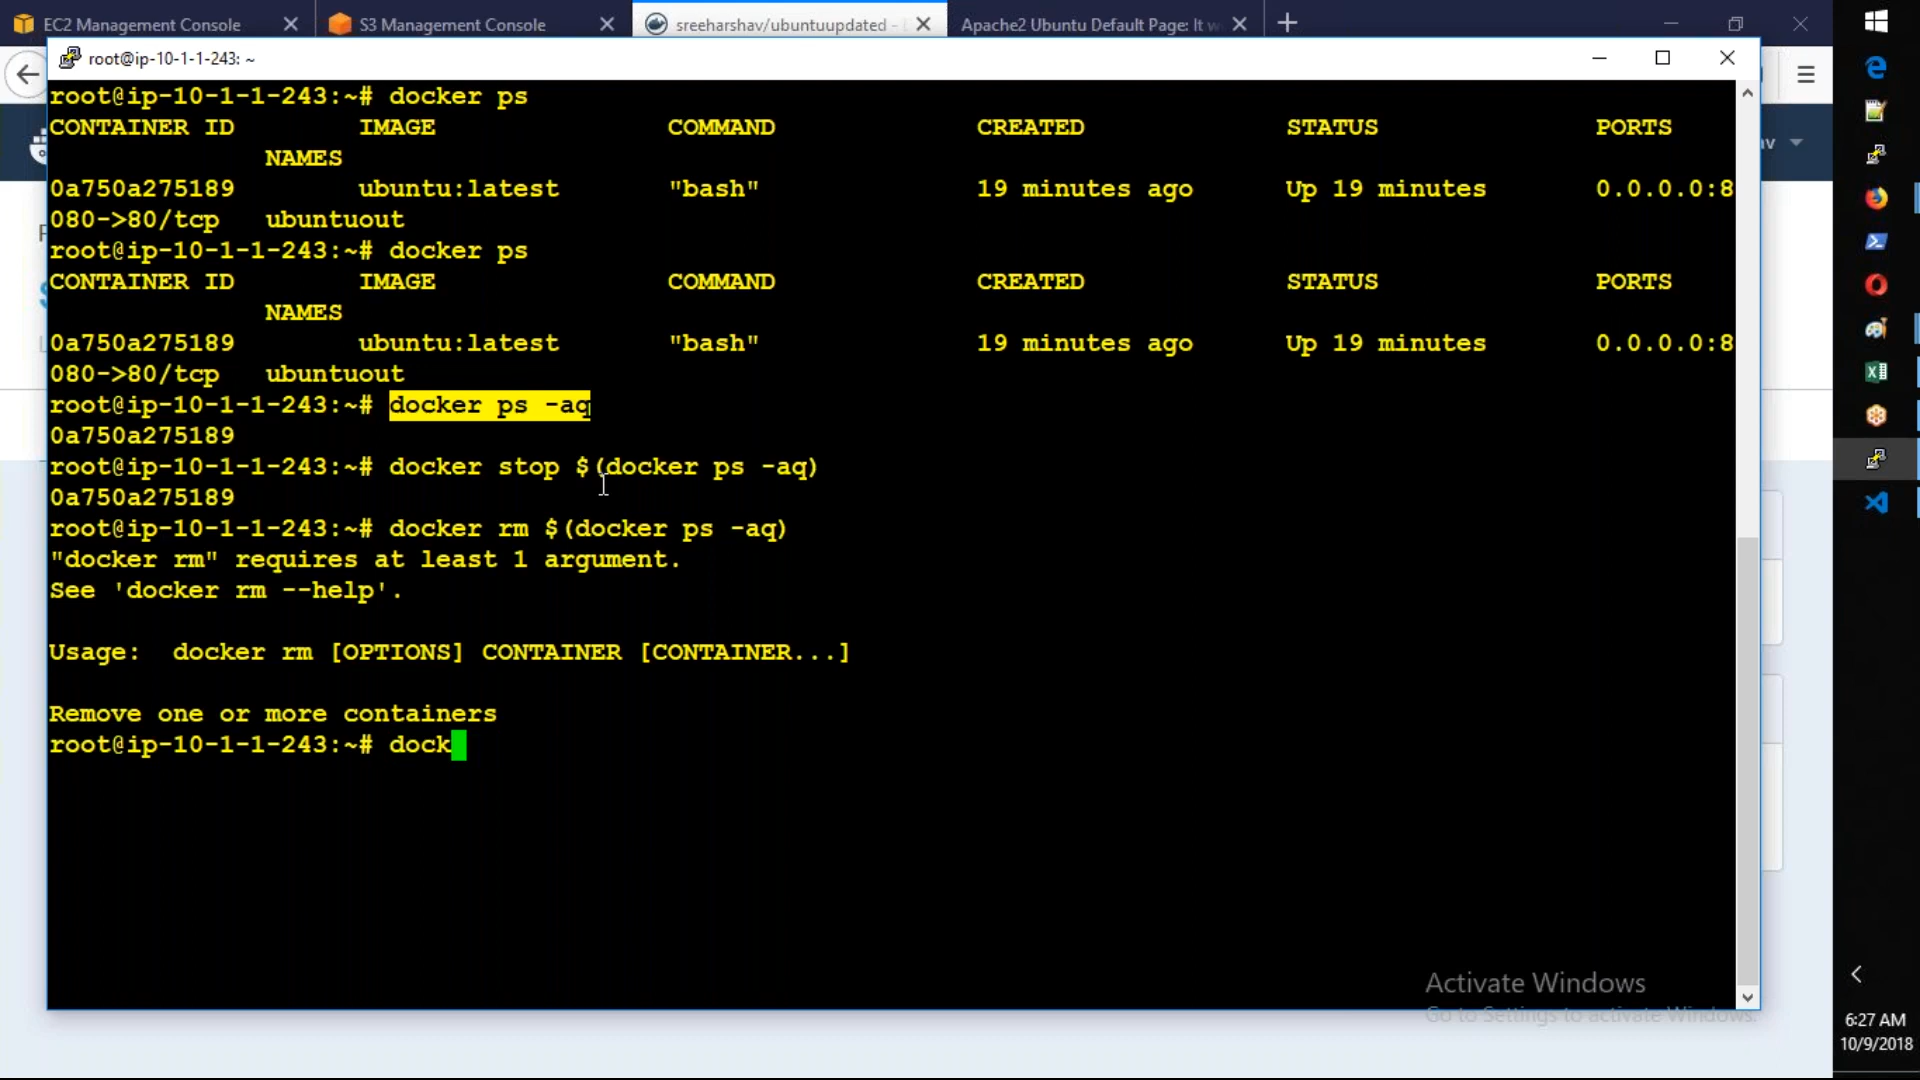 EC2 Management Console
S3 Management Console
sreeharshav/ubuntuupdated -
Apache2 Ubuntu Default Page: It w
root@ip-10-1-1-243: ~
root@ip-10-1-1-243:~# docker ps
CONTAINER ID IMAGE COMMAND CREATED STATUS PORTS
NAMES
0a750a275189 ubuntu:latest "bash" 19 minutes ago Up 19 minutes 0.0.0.0:8
080->80/tcp ubuntuout
root@ip-10-1-1-243:~# docker ps
CONTAINER ID IMAGE COMMAND CREATED STATUS PORTS
NAMES
0a750a275189 ubuntu:latest "bash" 19 minutes ago Up 19 minutes 0.0.0.0:8
080->80/tcp ubuntuout
root@ip-10-1-1-243:~# docker ps -aq
0a750a275189
root@ip-10-1-1-243:~# docker stop $(docker ps -aq)
0a750a275189
root@ip-10-1-1-243:~# docker rm $(docker ps -aq)
"docker rm" requires at least 1 argument.
See 'docker rm --help'.
Usage: docker rm [OPTIONS] CONTAINER [CONTAINER...]
Remove one or more containers
root@ip-10-1-1-243:~# dock
Activate Windows
Go to Settings to activate Windows.
6:27 AM
10/9/2018